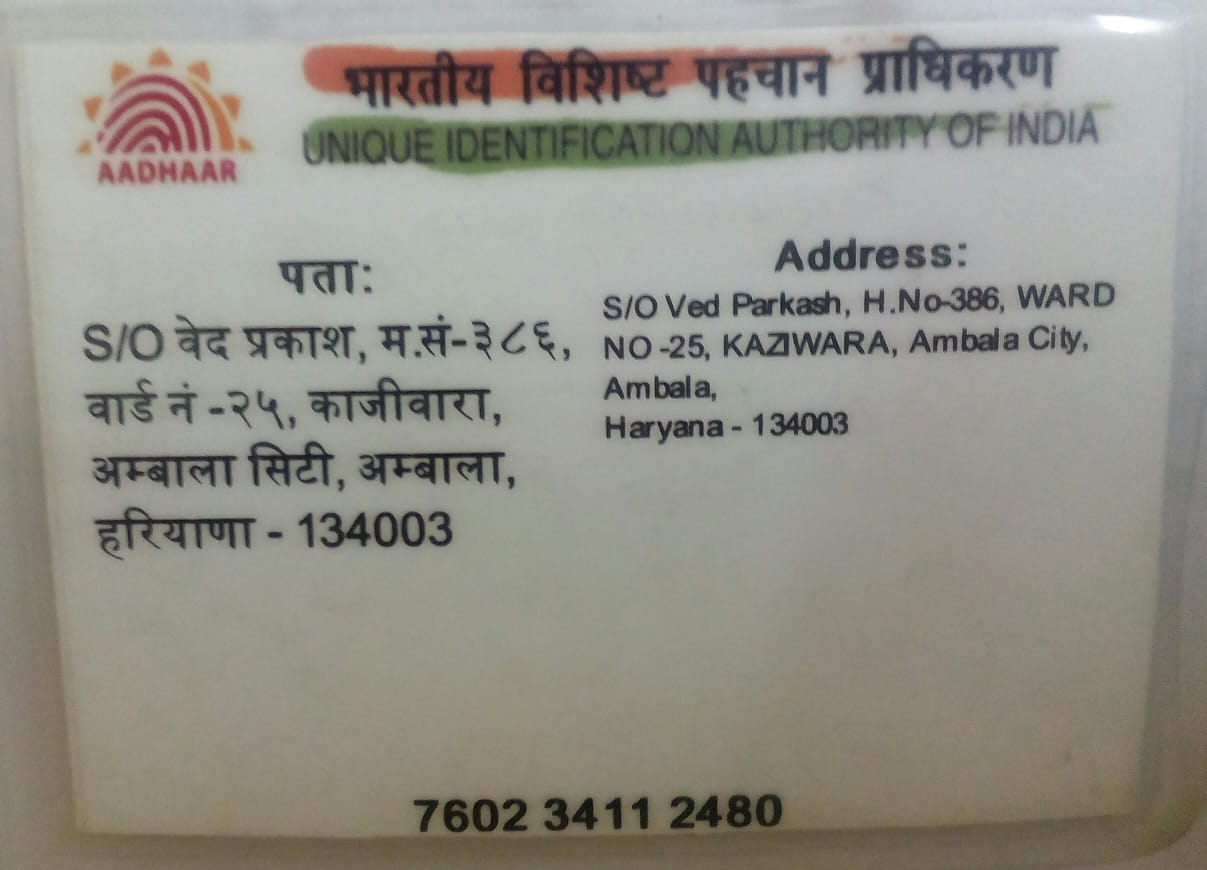 भारतीय विशिष्ट पहचान प्राधिकरण
UNIQUE IDENTIFICATION AUTHORITY OF INDIA
AADHAAR
पता:
S/O वेद प्रकाश, म.सं-३८६,
वार्ड नं -२५, काजीवारा,
अम्बाला सिटी, अम्बाला,
हरियाणा - 134003
Address:
S/O Ved Parkash, H.No-386, WARD
NO -25, KAZIWARA, Ambala City,
Ambala,
Haryana - 134003
7602 3411 2480